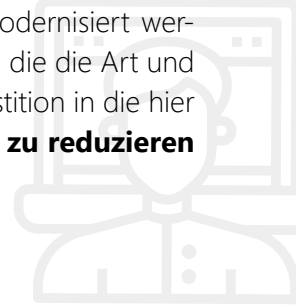 odernisiert wer-
die die Art und
stition in die hier
zu reduzieren